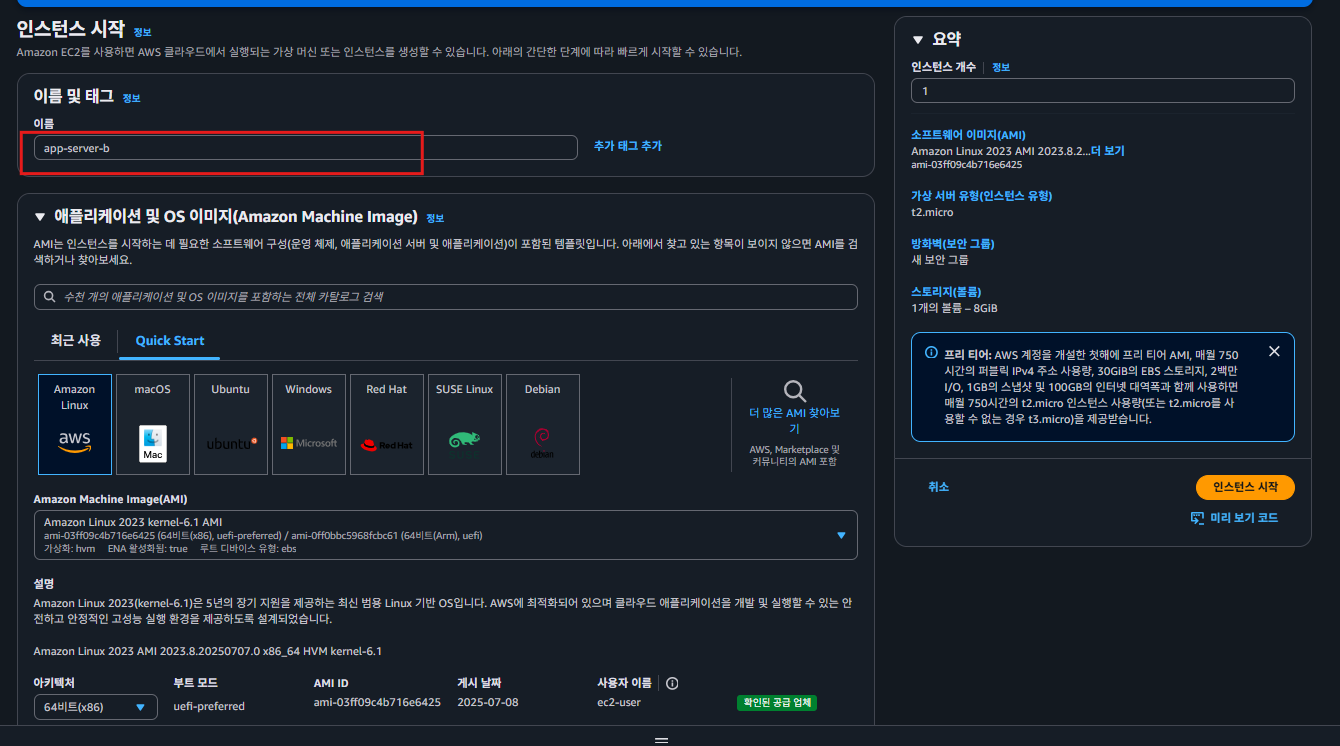 인스턴스 시작 정보
Amazon EC2를 사용하면 AWS 클라우드에서 실행되는 가상 머신 또는 인스턴스를 생성할 수 있습니다. 아래의 간단한 단계에 따라 빠르게 시작할 수 있습니다.
이름 및 태그 정보
이름
app-server-b
추가 태그 추가
애플리케이션 및 OS 이미지(Amazon Machine Image) 정보
AMI는 인스턴스를 시작하는 데 필요한 소프트웨어 구성(운영 체제, 애플리케이션 서버 및 애플리케이션)이 포함된 템플릿입니다. 아래에서 찾고 있는 항목이 보이지 않으면 AMI를 검
색하거나 찾아보세요.
수천 개의 애플리케이션 및 OS 이미지를 포함하는 전체 카탈로그 검색
최근 사용
Quick Start
Amazon
Linux
aws
macOS
Mac
Ubuntu
ubuntu
Windows
Microsoft
Red Hat
Red Hat
SUSE Linux
Debian
debian
더 많은 AMI 찾아보
기
AWS, Marketplace 및
커뮤니티의 AMI 포함
Amazon Machine Image(AMI)
Amazon Linux 2023 kernel-6.1 AMI
ami-03ff09c4b716e6425 (64비트(x86), uefi-preferred) / ami-0ff0bbc5968fcbc61 (64비트(Arm), uefi)
가상화: hvm ENA 활성화됨: true 루트 디바이스 유형: ebs
설명
Amazon Linux 2023(kernel-6.1)은 5년의 장기 지원을 제공하는 최신 범용 Linux 기반 OS입니다. AWS에 최적화되어 있으며 클라우드 애플리케이션을 개발 및 실행할 수 있는 안
전하고 안정적인 고성능 실행 환경을 제공하도록 설계되었습니다.
Amazon Linux 2023 AMI 2023.8.20250707.0 x86_64 HVM kernel-6.1
아키텍처
64비트(x86)
부트 모드
uefi-preferred
AMI ID
ami-03ff09c4b716e6425
게시 날짜
2025-07-08
사용자 이름
ec2-user
확인된 공급 업체
요약
인스턴스 개수 정보
1
소프트웨어 이미지(AMI)
Amazon Linux 2023 AMI 2023.8.2...더 보기
ami-03ff09c4b716e6425
가상 서버 유형(인스턴스 유형)
t2.micro
방화벽(보안 그룹)
새 보안 그룹
스토리지(볼륨)
1개의 볼륨 – 8GiB
프리 티어: AWS 계정을 개설한 첫해에 프리 티어 AMI, 매월 750
시간의 퍼블릭 IPv4 주소 사용량, 30GiB의 EBS 스토리지, 2백만
I/O, 1GB의 스냅샷 및 100GB의 인터넷 대역폭과 함께 사용하면
매월 750시간의 t2.micro 인스턴스 사용량(또는 t2.micro를 사
용할 수 없는 경우 t3.micro)을 제공받습니다.
취소
인스턴스 시작
미리 보기 코드